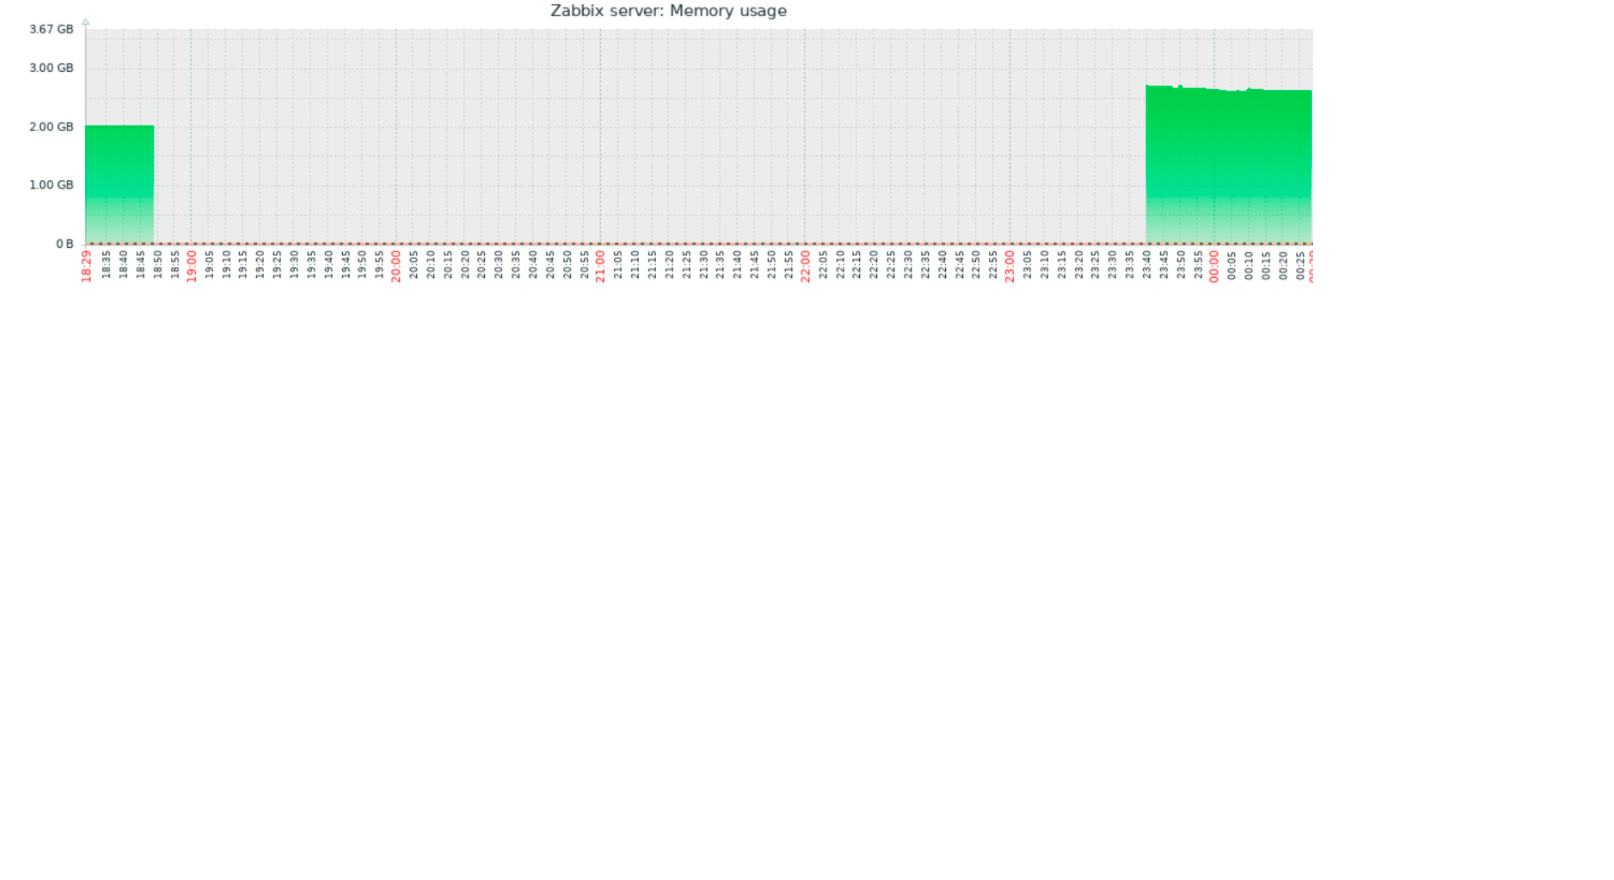 Zabbix server: Memory usage
3.67 GB
3.00 GB
2.00 GB
1.00 GB
0 B
18:29 18:35 18:40 18:45 18:50 18:55 19:00 19:05 19:10 19:15 19:20 19:25 19:30 19:35 19:40 19:45 19:50 19:55 20:00 20:05 20:10 20:15 20:20 20:25 20:30 20:35 20:40 20:45 20:50 20:55 21:00 21:05 21:10 21:15 21:20 21:25 21:30 21:35 21:40 21:45 21:50 21:55 22:00 22:05 22:10 22:15 22:20 22:25 22:30 22:35 22:40 22:45 22:50 22:55 23:00 23:05 23:10 23:15 23:20 23:25 23:30 23:35 23:40 23:45 23:50 23:55 00:00 00:05 00:10 00:15 00:20 00:25